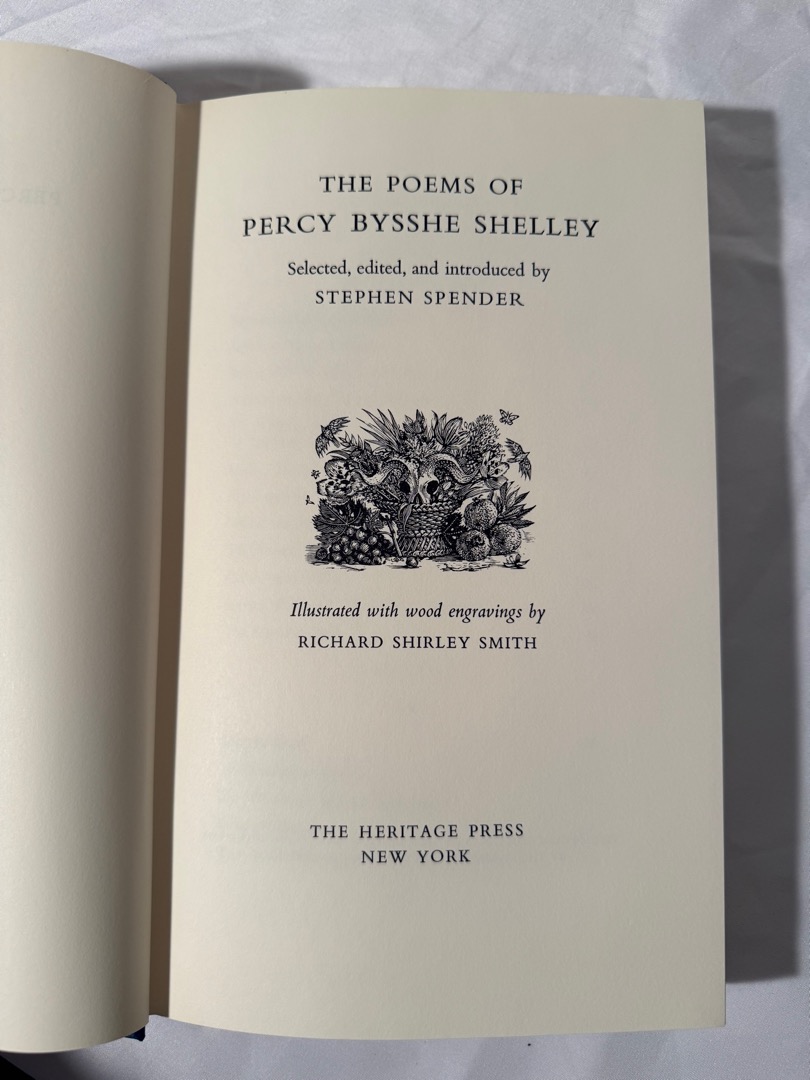 THE POEMS OF
PERCY BYSSHE SHELLEY
Selected, edited, and introduced by
STEPHEN SPENDER
Illustrated with wood engravings by
RICHARD SHIRLEY SMITH
THE HERITAGE PRESS
NEW YORK